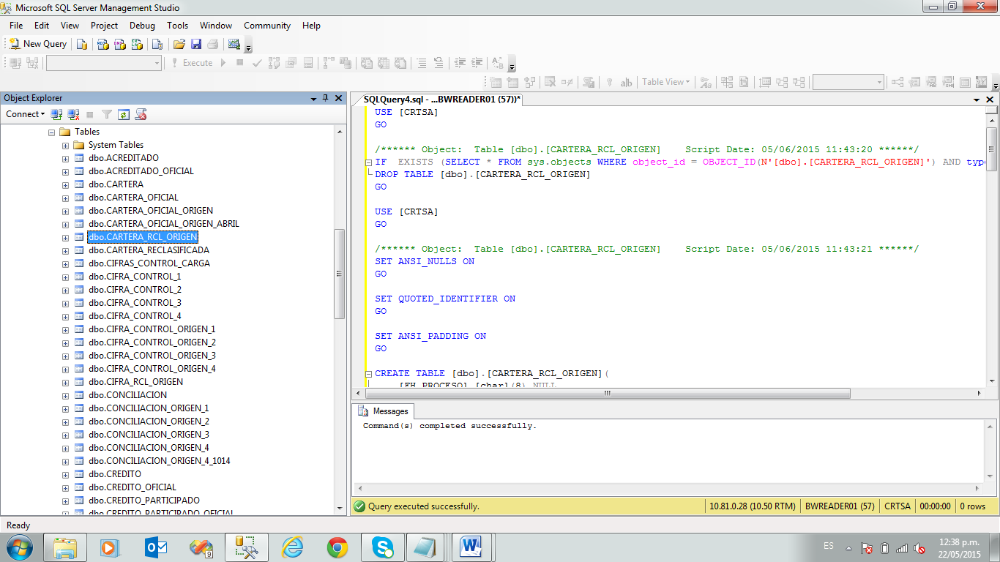 Microsoft SQL Server Management Studio
File Edit View Project Debug Tools Window Community Help
New Query
Execute
Table View
Object Explorer
Connect
Tables
System Tables
dbo.ACREDITADO
dbo.ACREDITADO_OFICIAL
dbo.CARTERA
dbo.CARTERA_OFICIAL
dbo.CARTERA_OFICIAL_ORIGEN
dbo.CARTERA_OFICIAL_ORIGEN_ABRIL
dbo.CARTERA_RCL_ORIGEN
dbo.CARTERA_RECLASIFICADA
dbo.CIFRAS_CONTROL_CARGA
dbo.CIFRA_CONTROL_1
dbo.CIFRA_CONTROL_2
dbo.CIFRA_CONTROL_3
dbo.CIFRA_CONTROL_4
dbo.CIFRA_CONTROL_ORIGEN_1
dbo.CIFRA_CONTROL_ORIGEN_2
dbo.CIFRA_CONTROL_ORIGEN_3
dbo.CIFRA_CONTROL_ORIGEN_4
dbo.CIFRA_RCL_ORIGEN
dbo.CONCILIACION
dbo.CONCILIACION_ORIGEN_1
dbo.CONCILIACION_ORIGEN_2
dbo.CONCILIACION_ORIGEN_3
dbo.CONCILIACION_ORIGEN_4
dbo.CONCILIACION_ORIGEN_4_1014
dbo.CREDITO
dbo.CREDITO_OFICIAL
dbo.CREDITO_PARTICIPADO
dbo.CREDITO_PARTICIPADO_OFICIAL
SQLQuery4.sql - ...BWREADER01 (57))*
USE [CRTSA]
GO
/****** Object:  Table [dbo].[CARTERA_RCL_ORIGEN]    Script Date: 05/06/2015 11:43:20 ******/
IF  EXISTS (SELECT * FROM sys.objects WHERE object_id = OBJECT_ID(N'[dbo].[CARTERA_RCL_ORIGEN]') AND type
DROP TABLE [dbo].[CARTERA_RCL_ORIGEN]
GO
USE [CRTSA]
GO
/****** Object:  Table [dbo].[CARTERA_RCL_ORIGEN]    Script Date: 05/06/2015 11:43:21 ******/
SET ANSI_NULLS ON
GO
SET QUOTED_IDENTIFIER ON
GO
SET ANSI_PADDING ON
GO
CREATE TABLE [dbo].[CARTERA_RCL_ORIGEN](
[FH_PROCESO] [char](8) NULL
Messages
Command(s) completed successfully.
Query executed successfully.
10.81.0.28 (10.50 RTM) BWREADER01 (57) CRTSA 00:00:00 0 rows
Ready
ES
12:38 p.m.
22/05/2015